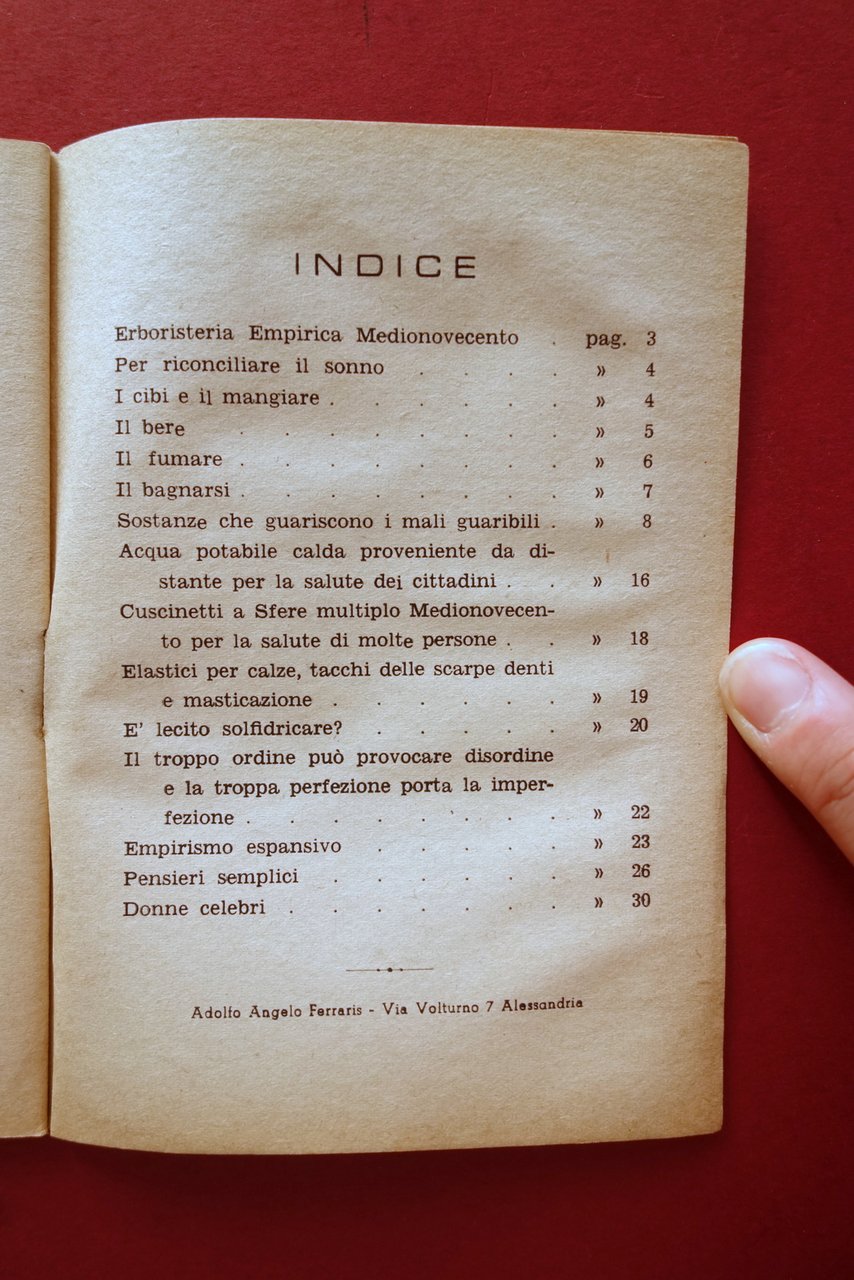 INDICE
Erboristeria Empirica Medionovecento . pag. 3
Per riconciliare il sonno . . . . » 4
I cibi e il mangiare . . . . . . » 4
Il bere . . . . . . . . » 5
Il fumare . . . . . . . . » 6
Il bagnarsi . . . . . . . . » 7
Sostanze che guariscono i mali guaribili . » 8
Acqua potabile calda proveniente da di-
stante per la salute dei cittadini . . » 16
Cuscinetti a Sfere multiplo Medionovecen-
to per la salute di molte persone . . » 18
Elastici per calze, tacchi delle scarpe denti
e masticazione . . . . . . » 19
E' lecito solfidricare? . . . . . » 20
Il troppo ordine può provocare disordine
e la troppa perfezione porta la imper-
fezione . . . . . . . . » 22
Empirismo espansivo . . . . . » 23
Pensieri semplici . . . . . . » 26
Donne celebri . . . . . . . » 30
Adolfo Angelo Ferraris - Via Volturno 7 Alessandria